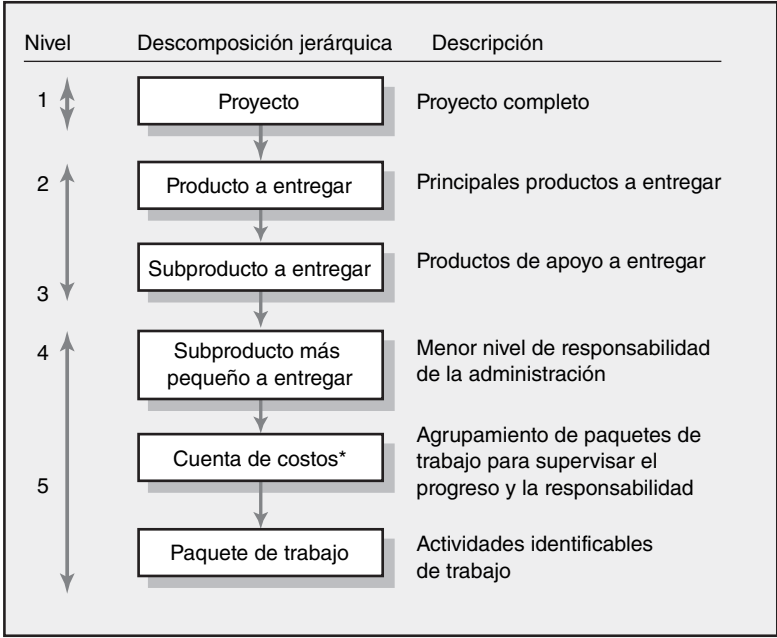 Nivel Descomposición jerárquica Descripción
1 Proyecto Proyecto completo
2 Producto a entregar Principales productos a entregar
Subproducto a entregar Productos de apoyo a entregar
3
4 Subproducto más
pequeño a entregar
Menor nivel de responsabilidad
de la administración
Cuenta de costos*
Agrupamiento de paquetes de
trabajo para supervisar el
progreso y la responsabilidad
5
Paquete de trabajo
Actividades identificables
de trabajo